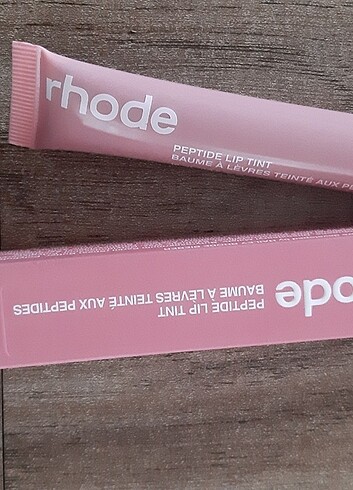 rhode
PEPTIDE LIP TINT
BAUME À LÈVRES TEINTÉ AUX
ode
PEPTIDE LIP TINT
BAUME À LÈVRES TEINTÉ AUX PEPTIDES